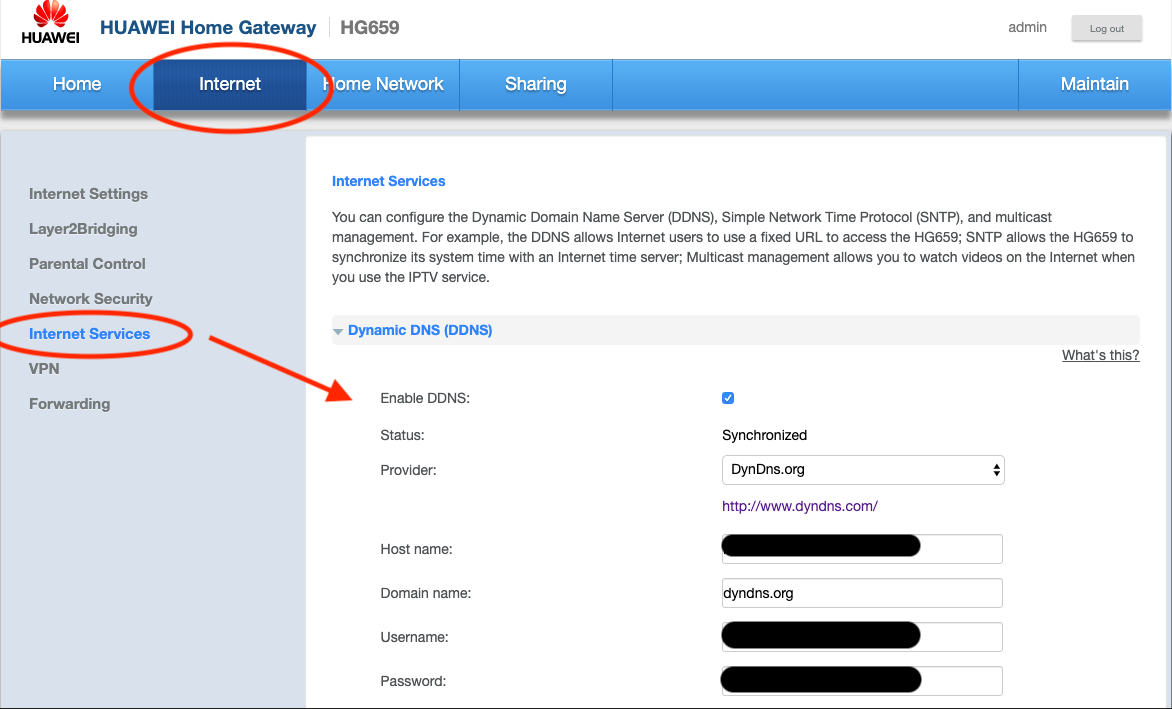 HUAWEI
HUAWEI Home Gateway HG659
admin
Log out
Home
Internet
Home Network
Sharing
Maintain
Internet Settings
Layer2Bridging
Parental Control
Network Security
Internet Services
VPN
Forwarding
Internet Services
You can configure the Dynamic Domain Name Server (DDNS), Simple Network Time Protocol (SNTP), and multicast
management. For example, the DDNS allows Internet users to use a fixed URL to access the HG659; SNTP allows the HG659 to
synchronize its system time with an Internet time server; Multicast management allows you to watch videos on the Internet when
you use the IPTV service.
Dynamic DNS (DDNS)
What's this?
Enable DDNS:
Status: Synchronized
Provider: DynDns.org
http://www.dyndns.com/
Host name:
Domain name: dyndns.org
Username:
Password: